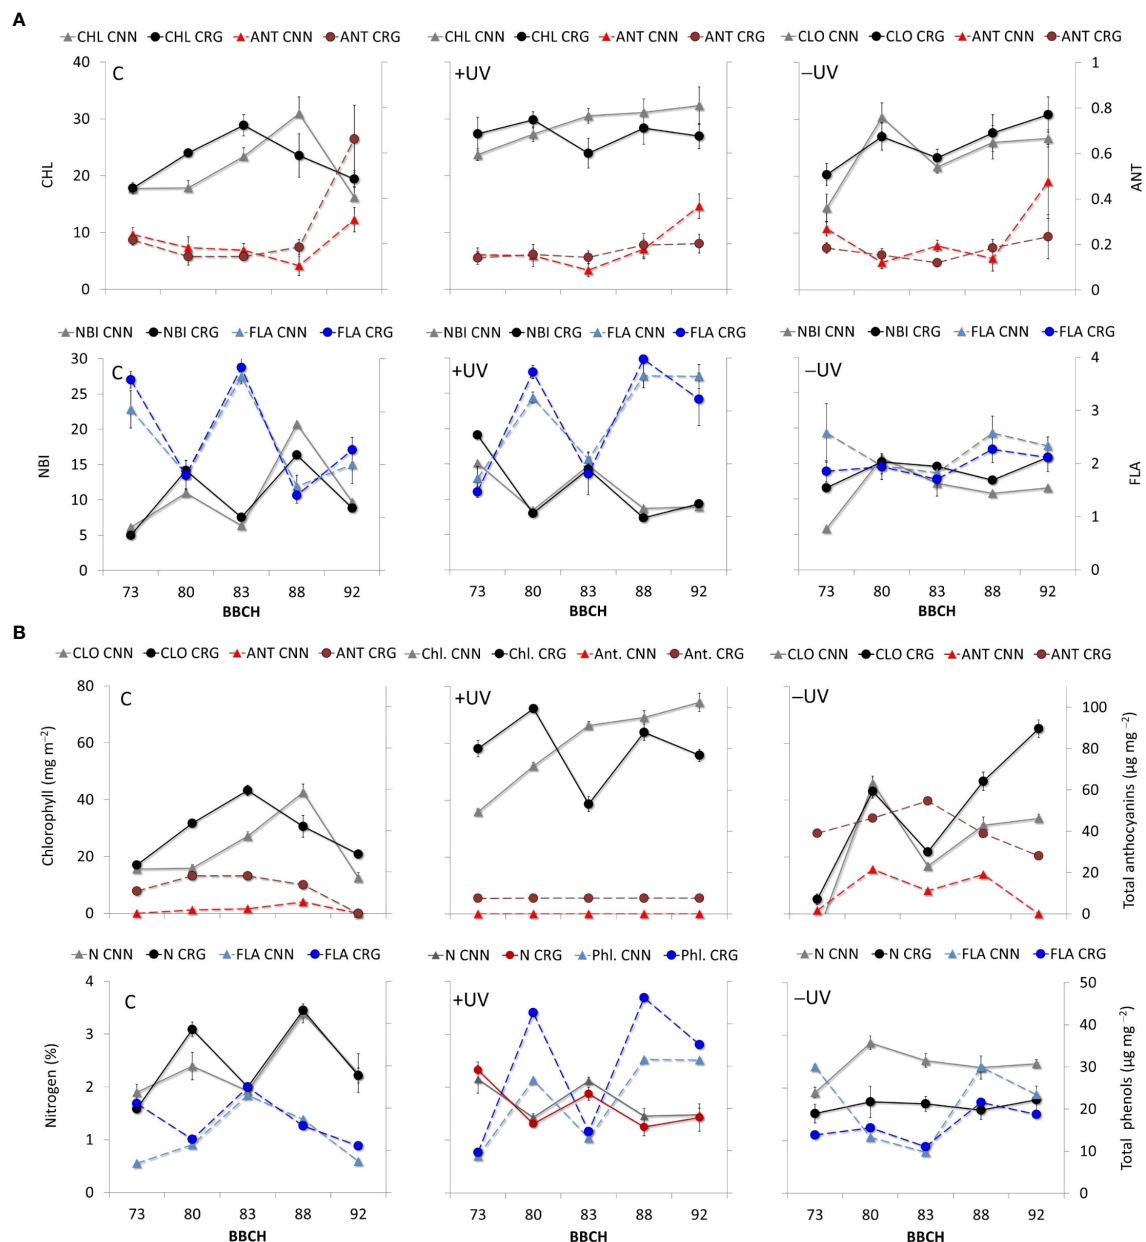 A
CHL CNN CHL CRG ANT CNN ANT CRG CHL CNN CHL CRG ANT CNN ANT CRG CLO CNN CLO CRG ANT CNN ANT CRG
C +UV −UV
40 30 20 10 0
CHL
1 0.8 0.6 0.4 0.2 0
ANT
NBI CNN NBI CRG FLA CNN FLA CRG NBI CNN NBI CRG FLA CNN FLA CRG NBI CNN NBI CRG FLA CNN FLA CRG
C +UV −UV
30 25 20 15 10 5 0
NBI
4 3 2 1 0
FLA
73 80 83 88 92 73 80 83 88 92 73 80 83 88 92
BBCH BBCH BBCH
B
CLO CNN CLO CRG ANT CNN ANT CRG Chl. CNN Chl. CRG Ant. CNN Ant. CRG CLO CNN CLO CRG ANT CNN ANT CRG
C +UV −UV
80 60 40 20 0
Chlorophyll (mg m−2)
100 80 60 40 20 0
Total anthocyanins (µg mg−2)
N CNN N CRG FLA CNN FLA CRG N CNN N CRG Phl. CNN Phl. CRG N CNN N CRG FLA CNN FLA CRG
C +UV −UV
4 3 2 1 0
Nitrogen (%)
50 40 30 20 10 0
Total phenols (µg mg−2)
73 80 83 88 92 73 80 83 88 92 73 80 83 88 92
BBCH BBCH BBCH